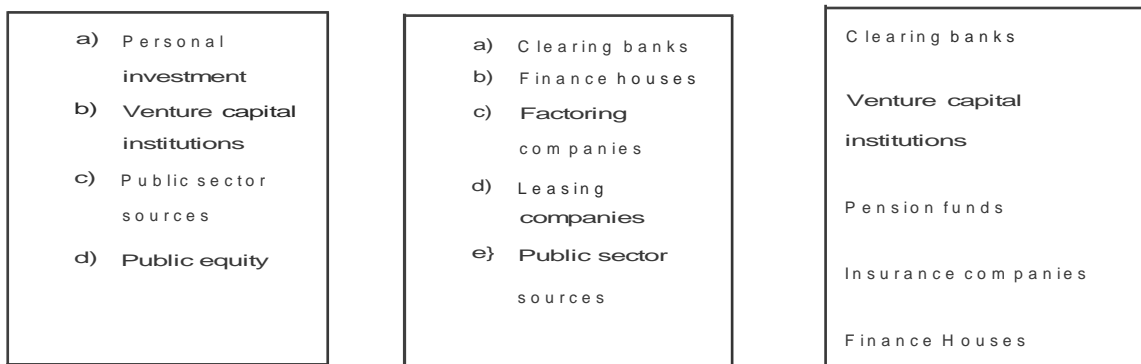 a) Personal
investment
b) Venture capital
institutions
c) Public sector
sources
d) Public equity
a) Clearing banks
b) Finance houses
c) Factoring
companies
d) Leasing
companies
e} Public sector
sources
Clearing banks
Venture capital
institutions
Pension funds
Insurance companies
Finance Houses